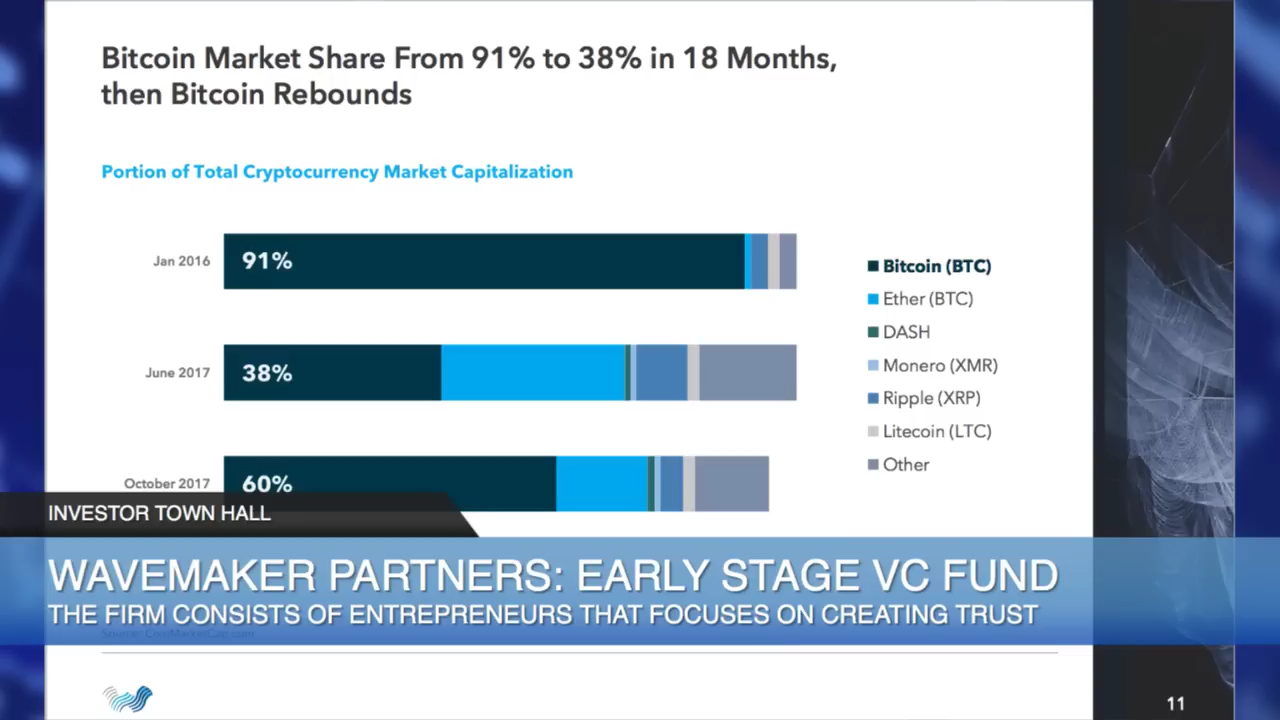 Bitcoin Market Share From 91% to 38% in 18 Months,
then Bitcoin Rebounds
Portion of Total Cryptocurrency Market Capitalization
Jan 2016
91%
June 2017
38%
October 2017
60%
Bitcoin (BTC)
Ether (BTC)
DASH
Monero (XMR)
Ripple (XRP)
Litecoin (LTC)
Other
INVESTOR TOWN HALL
WAVEMAKER PARTNERS: EARLY STAGE VC FUND
THE FIRM CONSISTS OF ENTREPRENEURS THAT FOCUSES ON CREATING TRUST
Source: CoinMarketCap.com
11